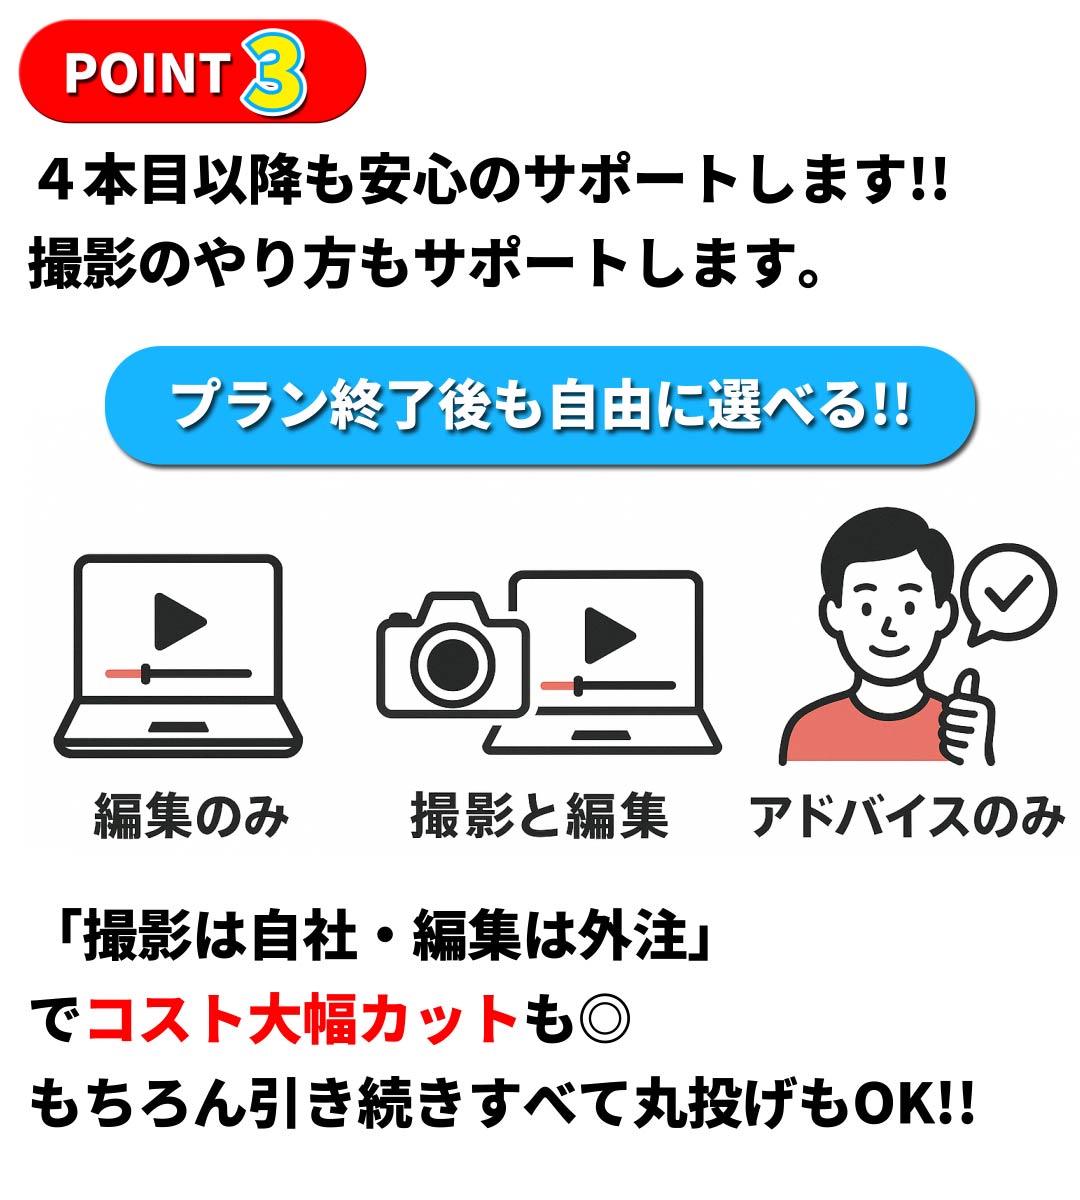 POINT 3
４本目以降も安心のサポートします!!
撮影のやり方もサポートします。
プラン終了後も自由に選べる!!
編集のみ
撮影と編集
アドバイスのみ
「撮影は自社・編集は外注」
でコスト大幅カットも◎
もちろん引き続きすべて丸投げもOK!!